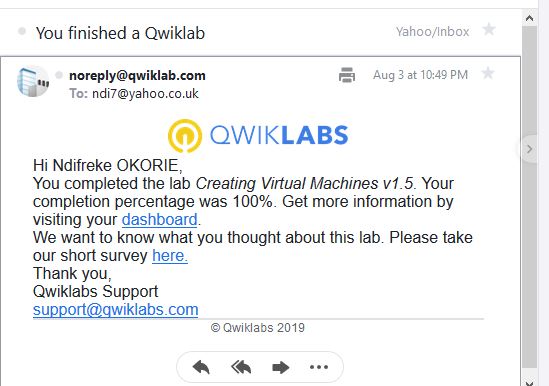 You finished a Qwiklab
Yahoo/Inbox
noreply@qwiklab.com
Aug 3 at 10:49 PM
To: ndi7@yahoo.co.uk
QWIKLABS
Hi Ndifreke OKORIE,
You completed the lab Creating Virtual Machines v1.5. Your
completion percentage was 100%. Get more information by
visiting your dashboard.
We want to know what you thought about this lab. Please take
our short survey here.
Thank you,
Qwiklabs Support
support@qwiklabs.com
© Qwiklabs 2019